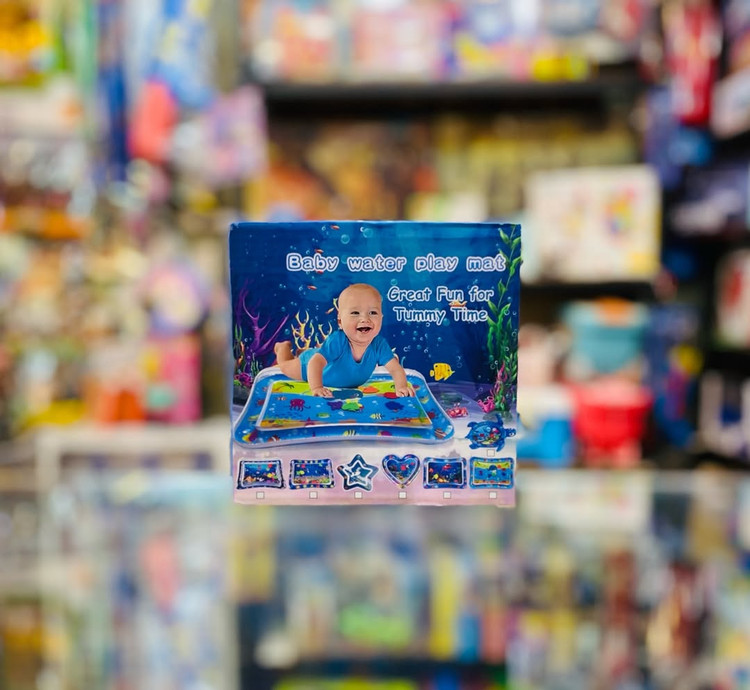 Baby water play mat
Great Fun for
Tummy Time